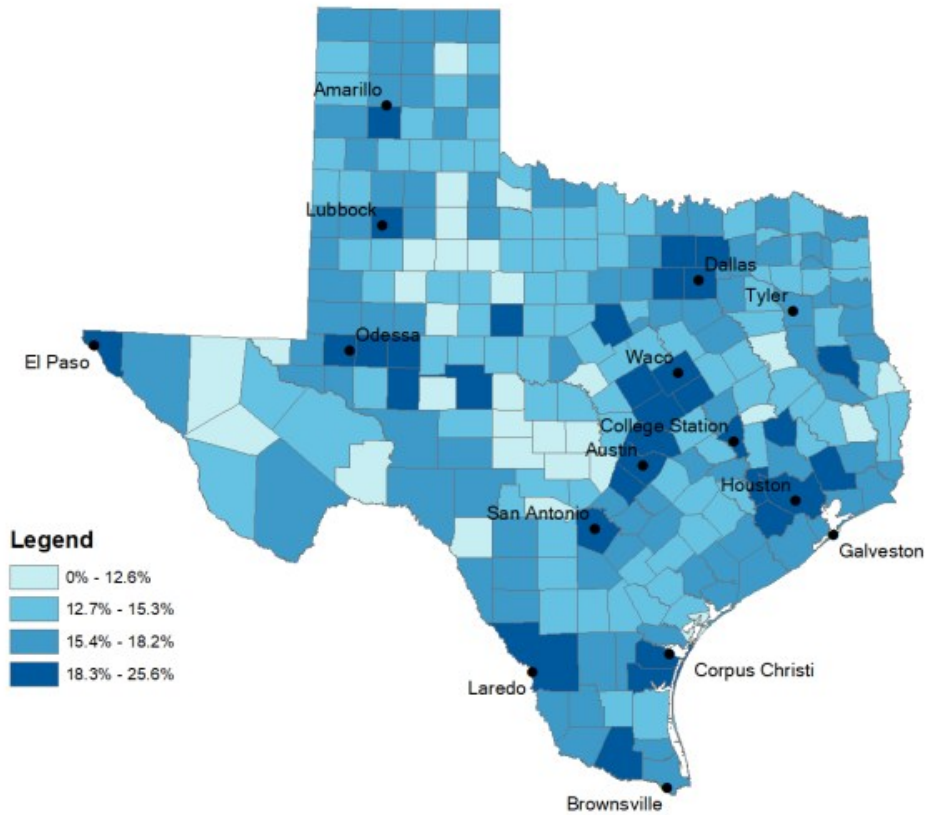 Amarillo
Lubbock
Dallas
Tyler
Odessa
El Paso
Waco
College Station
Austin
Houston
San Antonio
Legend
Galveston
0% - 12.6%
12.7% - 15.3%
15.4% - 18.2%
18.3% - 25.6%
Corpus Christi
Laredo
Brownsville